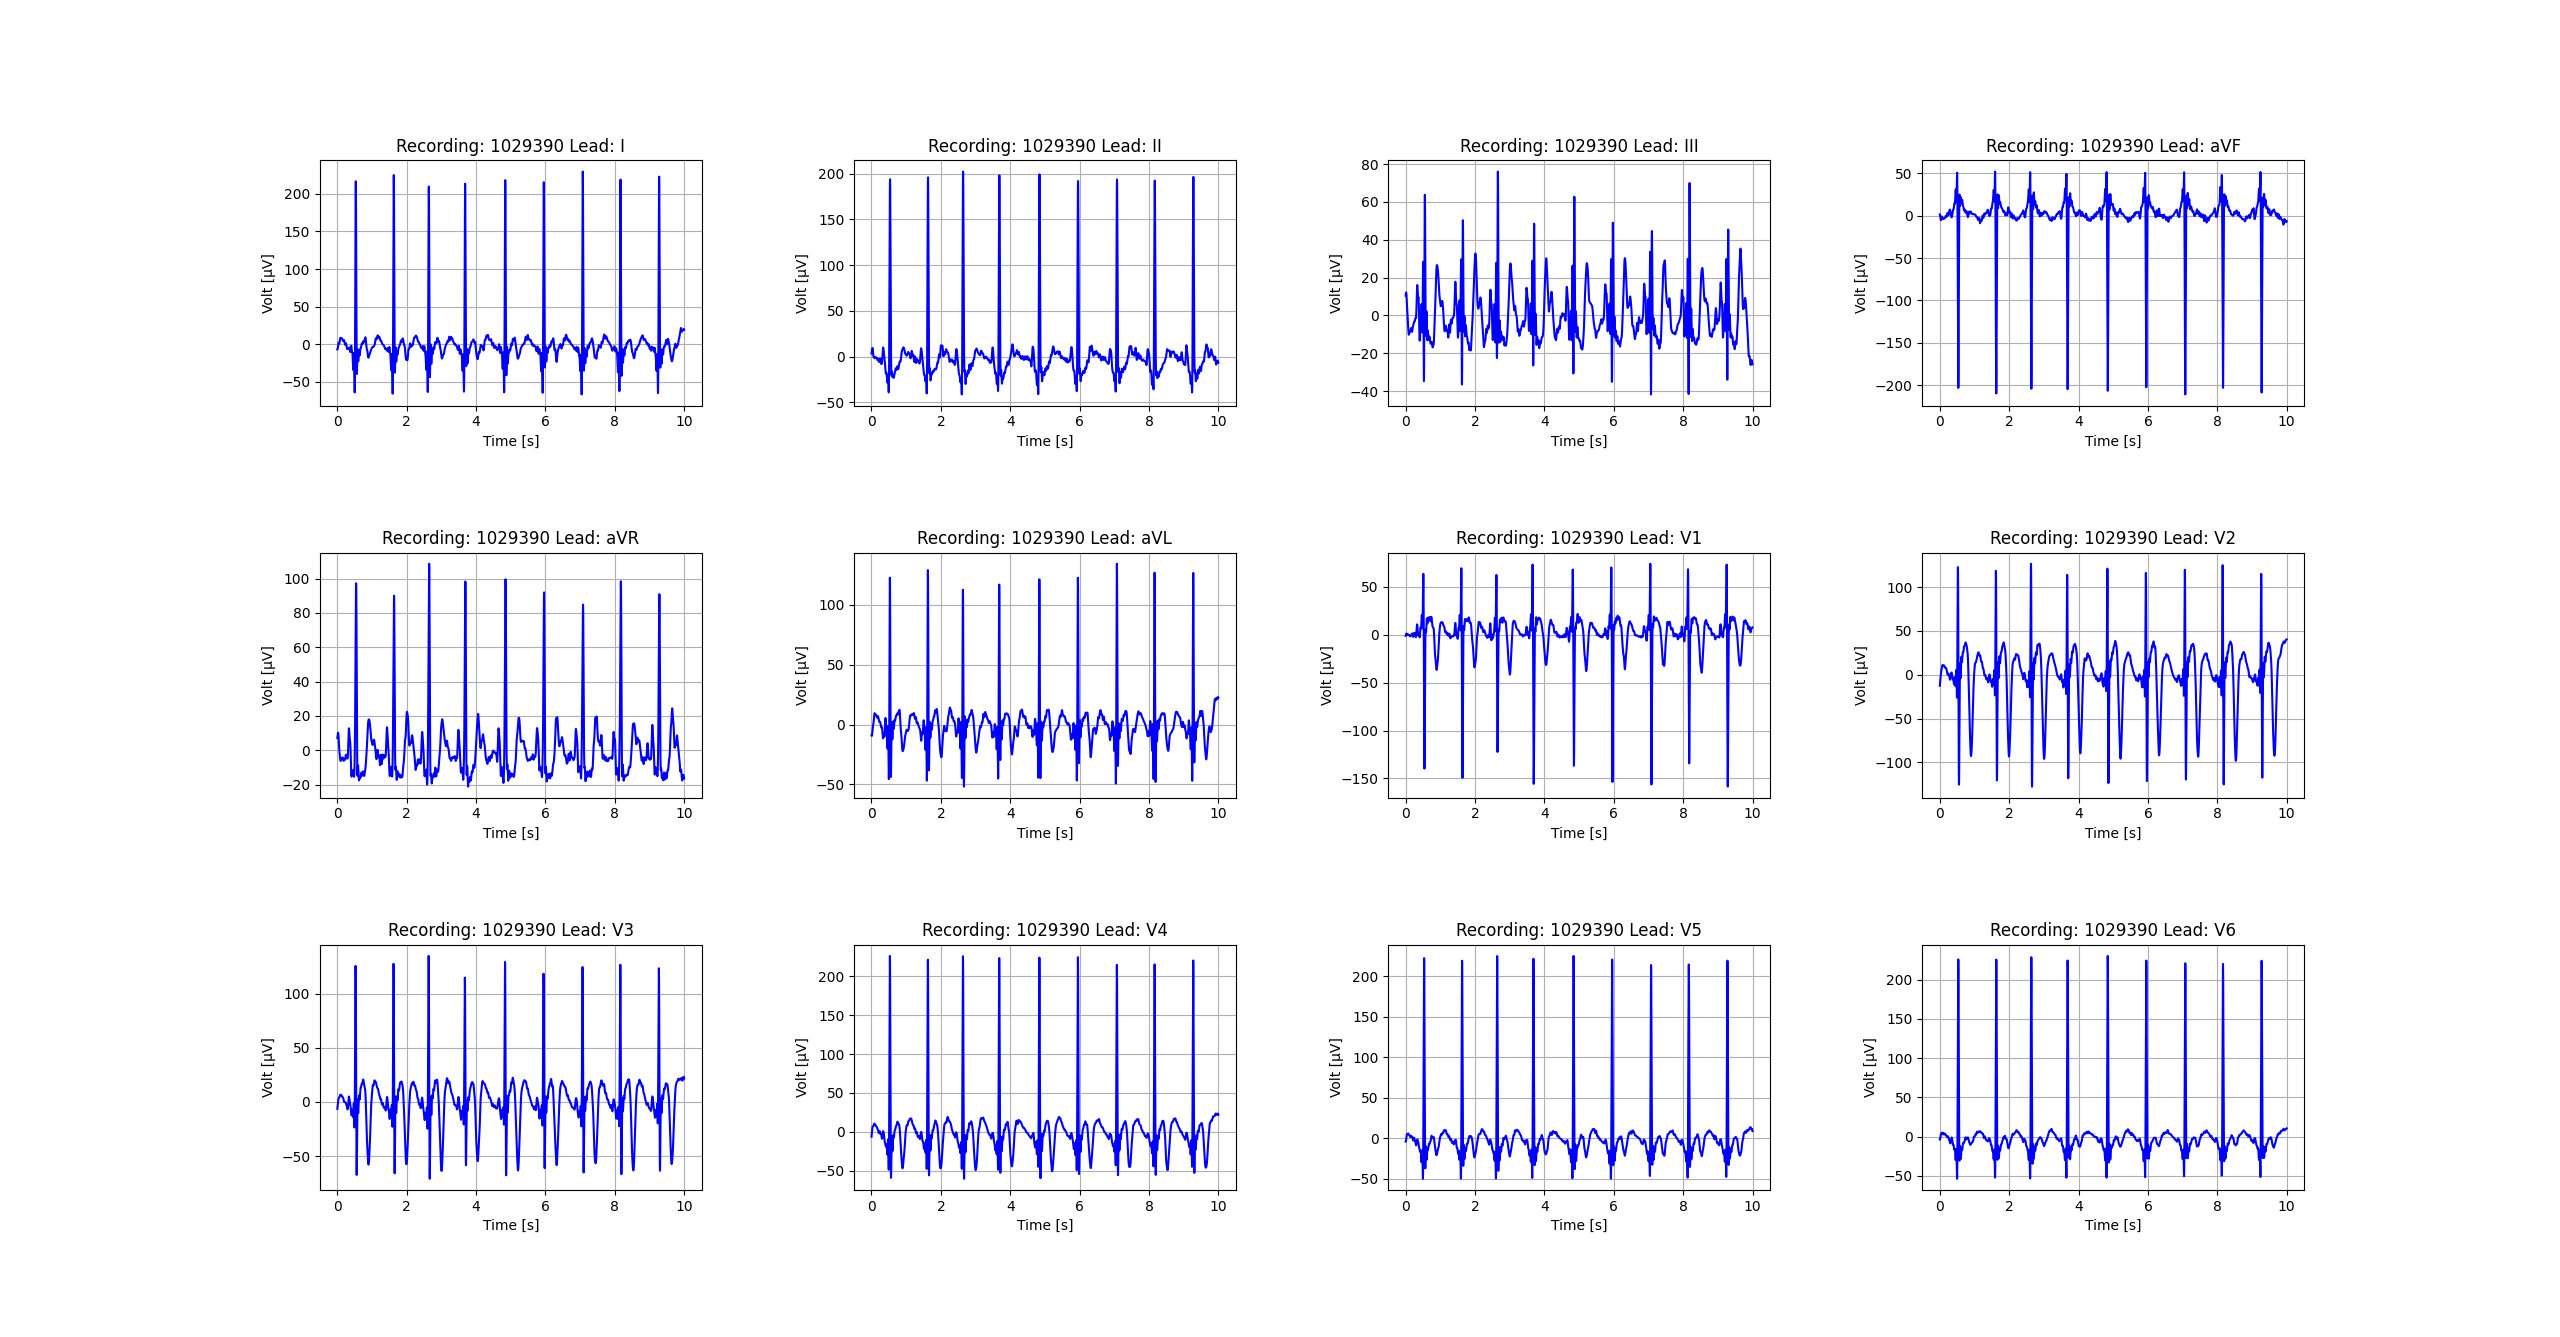 Recording: 1029390 Lead: I
Volt [µV]
200
150
100
50
0
−50
0 2 4 6 8 10
Time [s]
Recording: 1029390 Lead: II
Volt [µV]
200
150
100
50
0
−50
0 2 4 6 8 10
Time [s]
Recording: 1029390 Lead: III
Volt [µV]
80
60
40
20
0
−20
−40
0 2 4 6 8 10
Time [s]
Recording: 1029390 Lead: aVF
Volt [µV]
50
0
−50
−100
−150
−200
0 2 4 6 8 10
Time [s]
Recording: 1029390 Lead: aVR
Volt [µV]
100
80
60
40
20
0
−20
0 2 4 6 8 10
Time [s]
Recording: 1029390 Lead: aVL
Volt [µV]
100
50
0
−50
0 2 4 6 8 10
Time [s]
Recording: 1029390 Lead: V1
Volt [µV]
50
0
−50
−100
−150
0 2 4 6 8 10
Time [s]
Recording: 1029390 Lead: V2
Volt [µV]
100
50
0
−50
−100
0 2 4 6 8 10
Time [s]
Recording: 1029390 Lead: V3
Volt [µV]
100
50
0
−50
0 2 4 6 8 10
Time [s]
Recording: 1029390 Lead: V4
Volt [µV]
200
150
100
50
0
−50
0 2 4 6 8 10
Time [s]
Recording: 1029390 Lead: V5
Volt [µV]
200
150
100
50
0
−50
0 2 4 6 8 10
Time [s]
Recording: 1029390 Lead: V6
Volt [µV]
200
150
100
50
0
−50
0 2 4 6 8 10
Time [s]